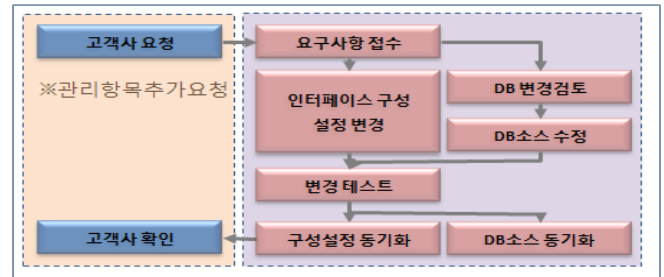 고객사 요청
요구사항 접수
※관리항목추가요청
인터페이스 구성
설정 변경
DB 변경검토
DB소스 수정
변경 테스트
고객사 확인
구성설정 동기화
DB소스 동기화